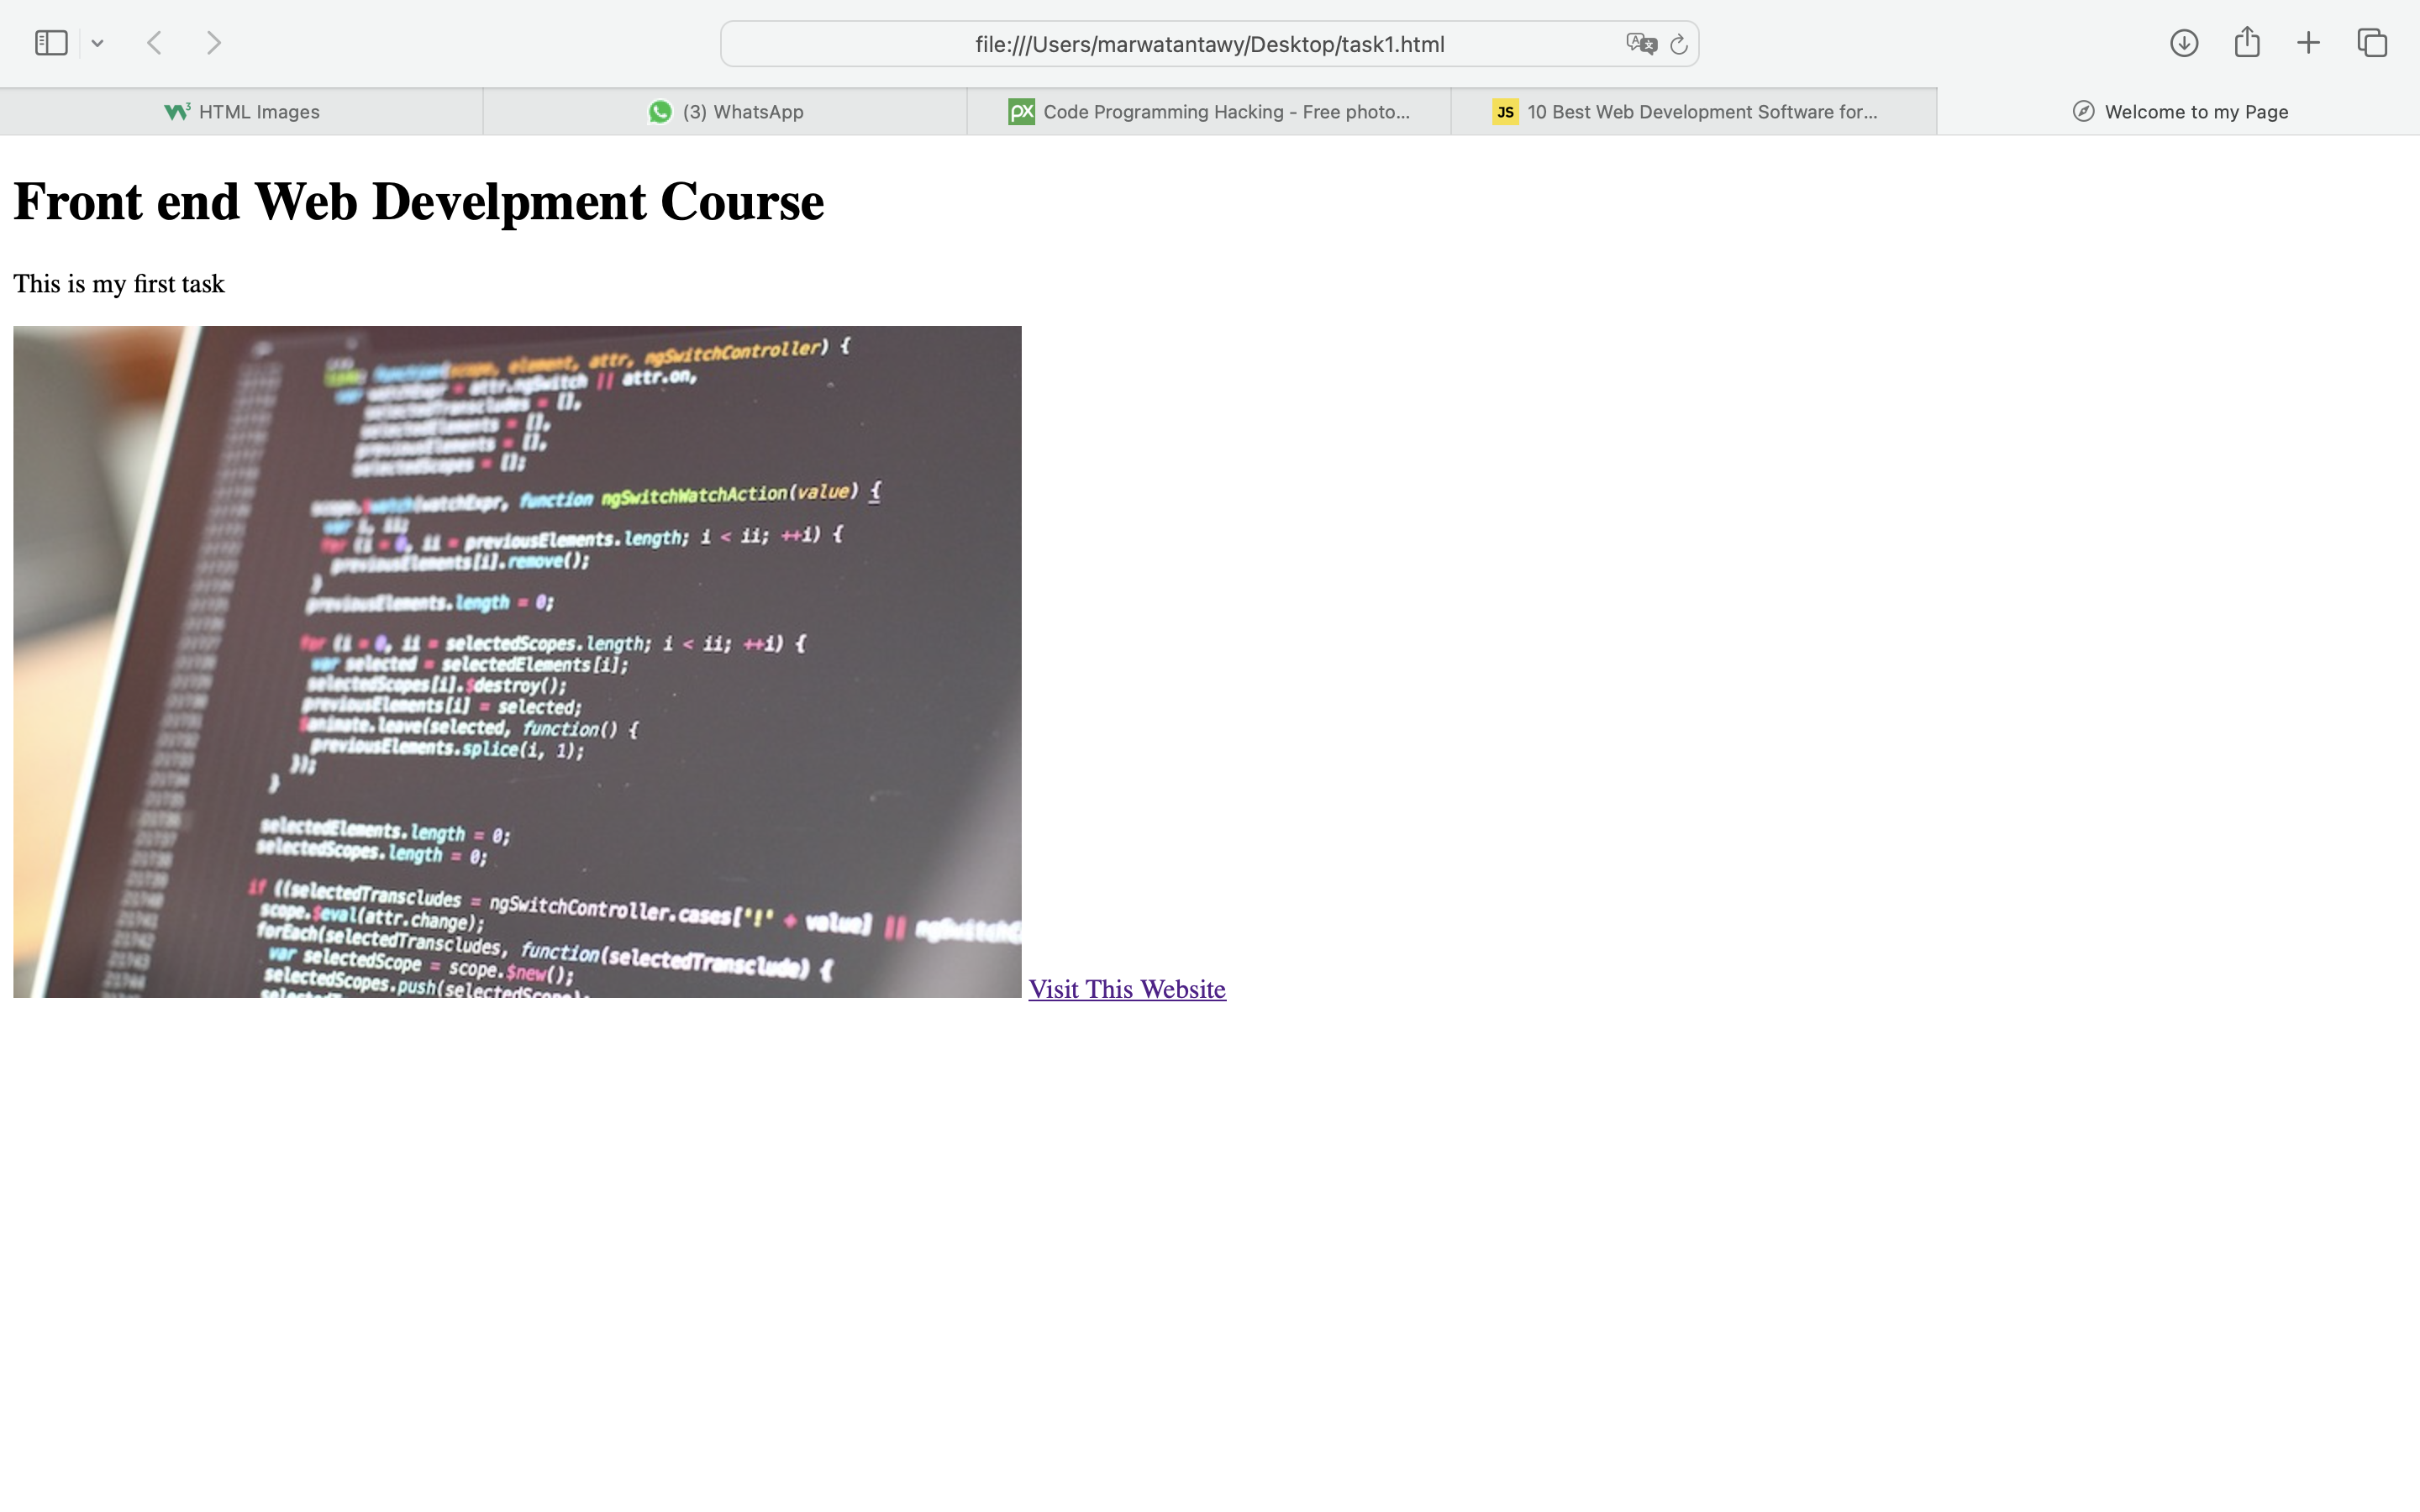 file:///Users/marwatantawy/Desktop/task1.html
HTML Images
(3) WhatsApp
px Code Programming Hacking - Free photo...
JS 10 Best Web Development Software for...
Welcome to my Page
Front end Web Develpment Course
This is my first task
function(scope, element, attr, ngSwitchController) {
var watchExpr = attr.ngSwitch || attr.on,
selectedTranscludes = [],
selectedElements = [],
previousElements = [],
selectedScopes = [];
scope.$watch(watchExpr, function ngSwitchWatchAction(value) {
var i, ii;
for (i = 0, ii = previousElements.length; i < ii; ++i) {
previousElements[i].remove();
}
previousElements.length = 0;
for (i = 0, ii = selectedScopes.length; i < ii; ++i) {
var selected = selectedElements[i];
selectedScopes[i].$destroy();
previousElements[i] = selected;
$animate.leave(selected, function() {
previousElements.splice(i, 1);
});
}
selectedElements.length = 0;
selectedScopes.length = 0;
if ((selectedTranscludes = ngSwitchController.cases['!' + value] || ngSwitchC
scope.$eval(attr.change);
forEach(selectedTranscludes, function(selectedTransclude) {
var selectedScope = scope.$new();
selectedScopes.push(selectedScope);
Visit This Website